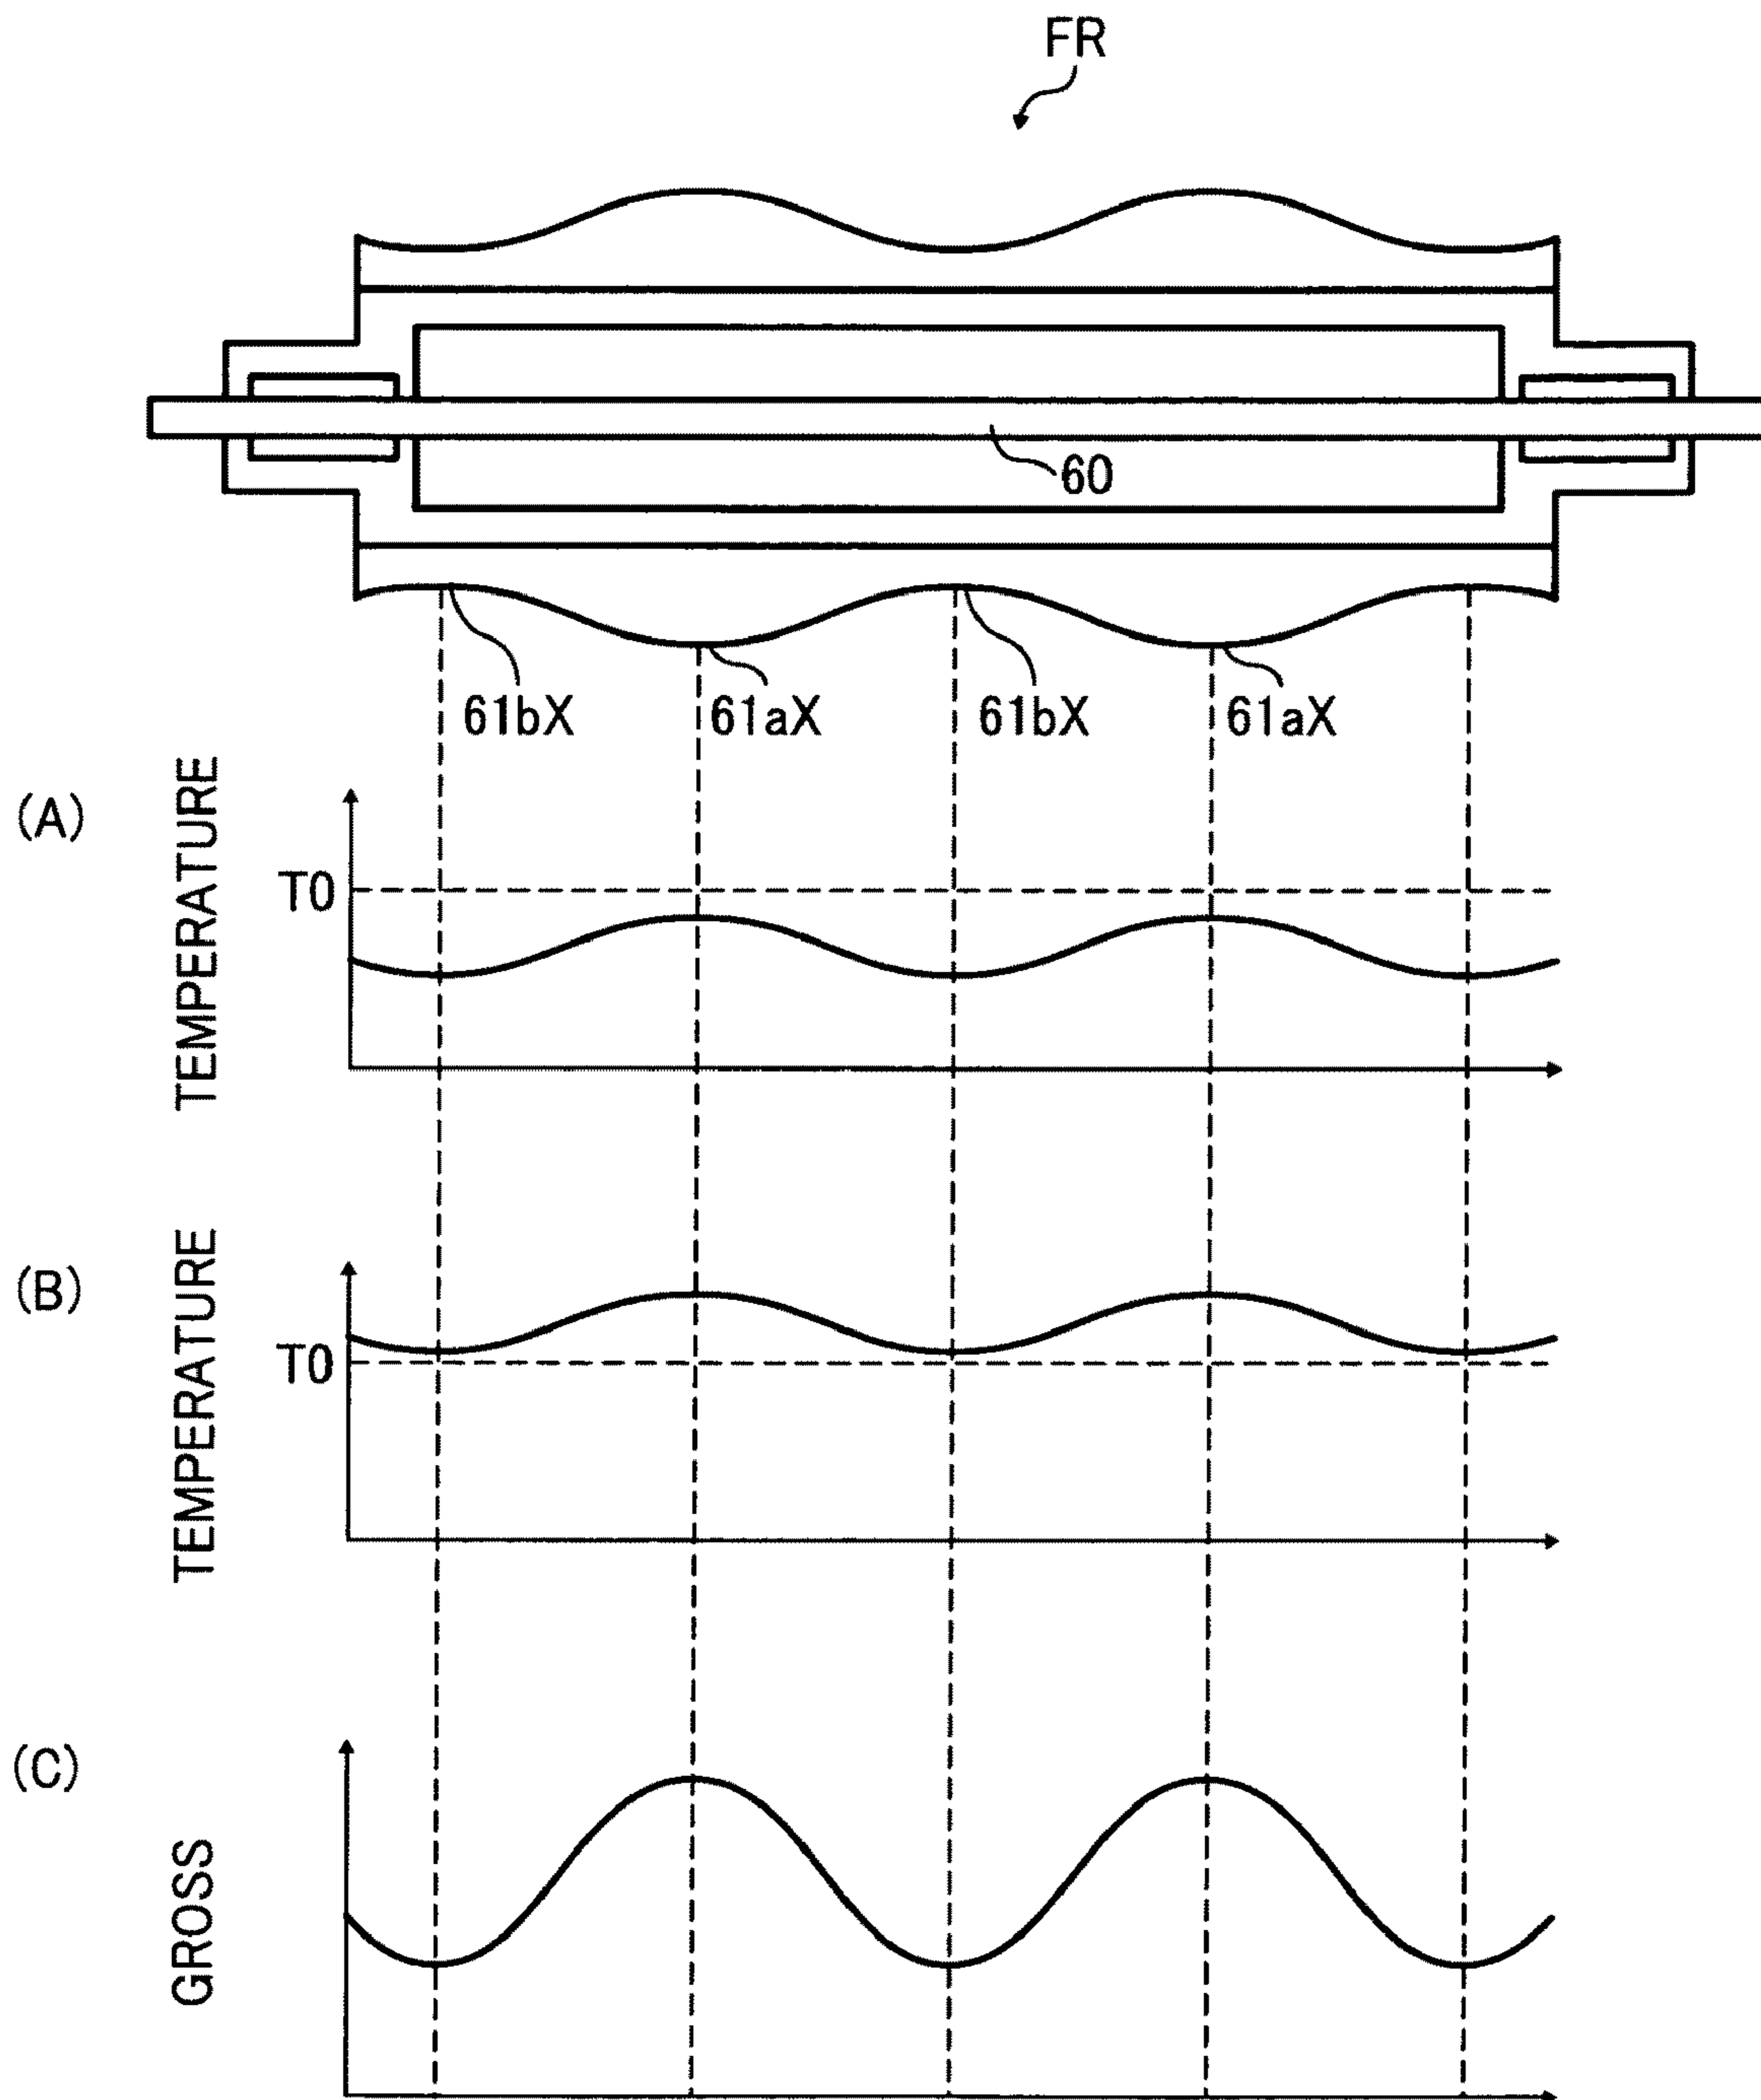 FR
60
61bX 61aX 61bX 61aX
(A)
TEMPERATURE
T0
(B)
TEMPERATURE
T0
(C)
GROSS